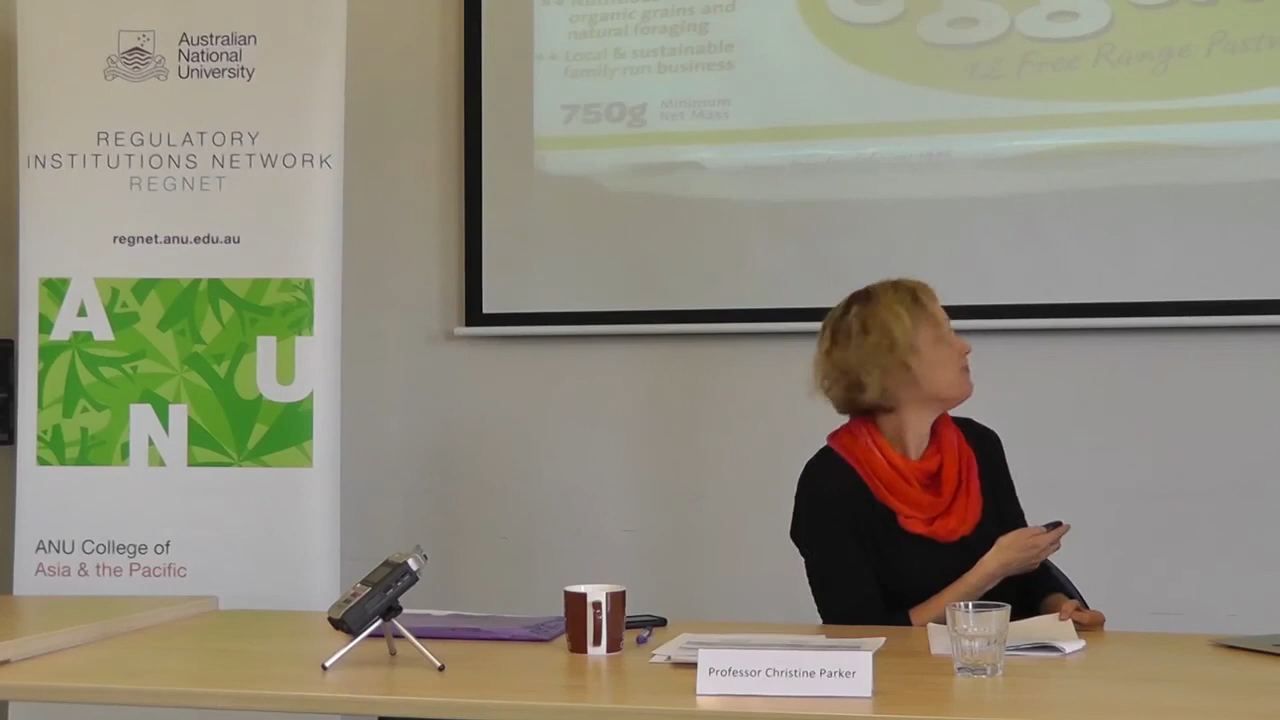 Australian
National
University
REGULATORY
INSTITUTIONS NETWORK
REGNET
regnet.anu.edu.au
A
U
N
ANU College of
Asia & the Pacific
organic grains and
natural foraging
Local & sustainable
family run business
750g Minimum
Net Mass
12 Free Range
Professor Christine Parker